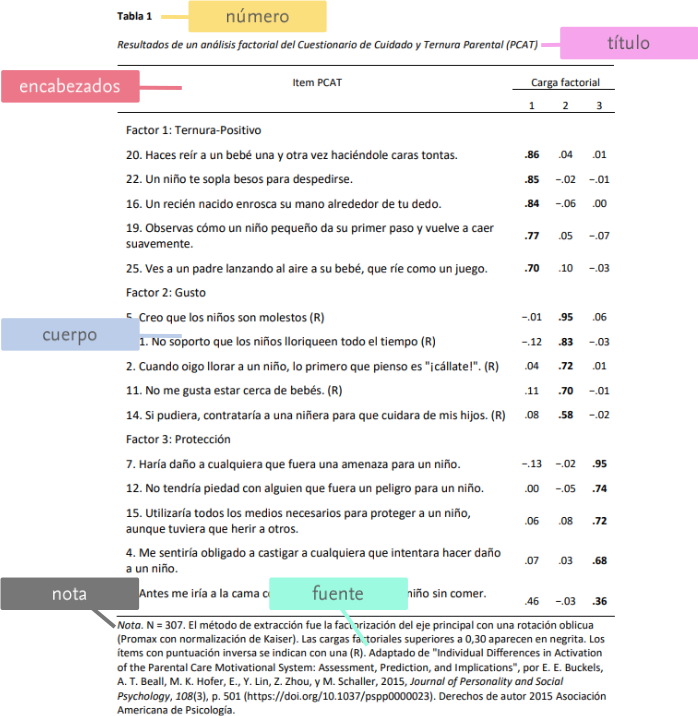 Tabla 1
número
Resultados de un análisis factorial del Cuestionario de Cuidado y Ternura Parental (PCAT)
título
encabezados
Item PCAT Carga factorial
1 2 3
Factor 1: Ternura-Positivo
20. Haces reír a un bebé una y otra vez haciéndole caras tontas. .86 .04 .01
22. Un niño te sopla besos para despedirse. .85 −.02 −.01
16. Un recién nacido enrosca su mano alrededor de tu dedo. .84 −.06 .00
19. Observas cómo un niño pequeño da su primer paso y vuelve a caer
suavemente. .77 .05 −.07
25. Ves a un padre lanzando al aire a su bebé, que ríe como un juego. .70 .10 −.03
Factor 2: Gusto
5. Creo que los niños son molestos (R) −.01 .95 .06
cuerpo
1. No soporto que los niños lloriqueen todo el tiempo (R) −.12 .83 −.03
2. Cuando oigo llorar a un niño, lo primero que pienso es "¡cállate!". (R) .04 .72 .01
11. No me gusta estar cerca de bebés. (R) .11 .70 −.01
14. Si pudiera, contrataría a una niñera para que cuidara de mis hijos. (R) .08 .58 −.02
Factor 3: Protección
7. Haría daño a cualquiera que fuera una amenaza para un niño. −.13 −.02 .95
12. No tendría piedad con alguien que fuera un peligro para un niño. .00 −.05 .74
15. Utilizaría todos los medios necesarios para proteger a un niño,
aunque tuviera que herir a otros. .06 .08 .72
4. Me sentiría obligado a castigar a cualquiera que intentara hacer daño
a un niño. .07 .03 .68
nota
Antes me iría a la cama niño sin comer. .46 −.03 .36
fuente
Nota. N = 307. El método de extracción fue la factorización del eje principal con una rotación oblicua
(Promax con normalización de Kaiser). Las cargas factoriales superiores a 0,30 aparecen en negrita. Los
ítems con puntuación inversa se indican con una (R). Adaptado de "Individual Differences in Activation
of the Parental Care Motivational System: Assessment, Prediction, and Implications", por E. E. Buckels,
A. T. Beall, M. K. Hofer, E., Y. Lin, Z. Zhou, y M. Schaller, 2015, Journal of Personality and Social
Psychology, 108(3), p. 501 (https://doi.org/10.1037/pspp0000023). Derechos de autor 2015 Asociación
Americana de Psicología.